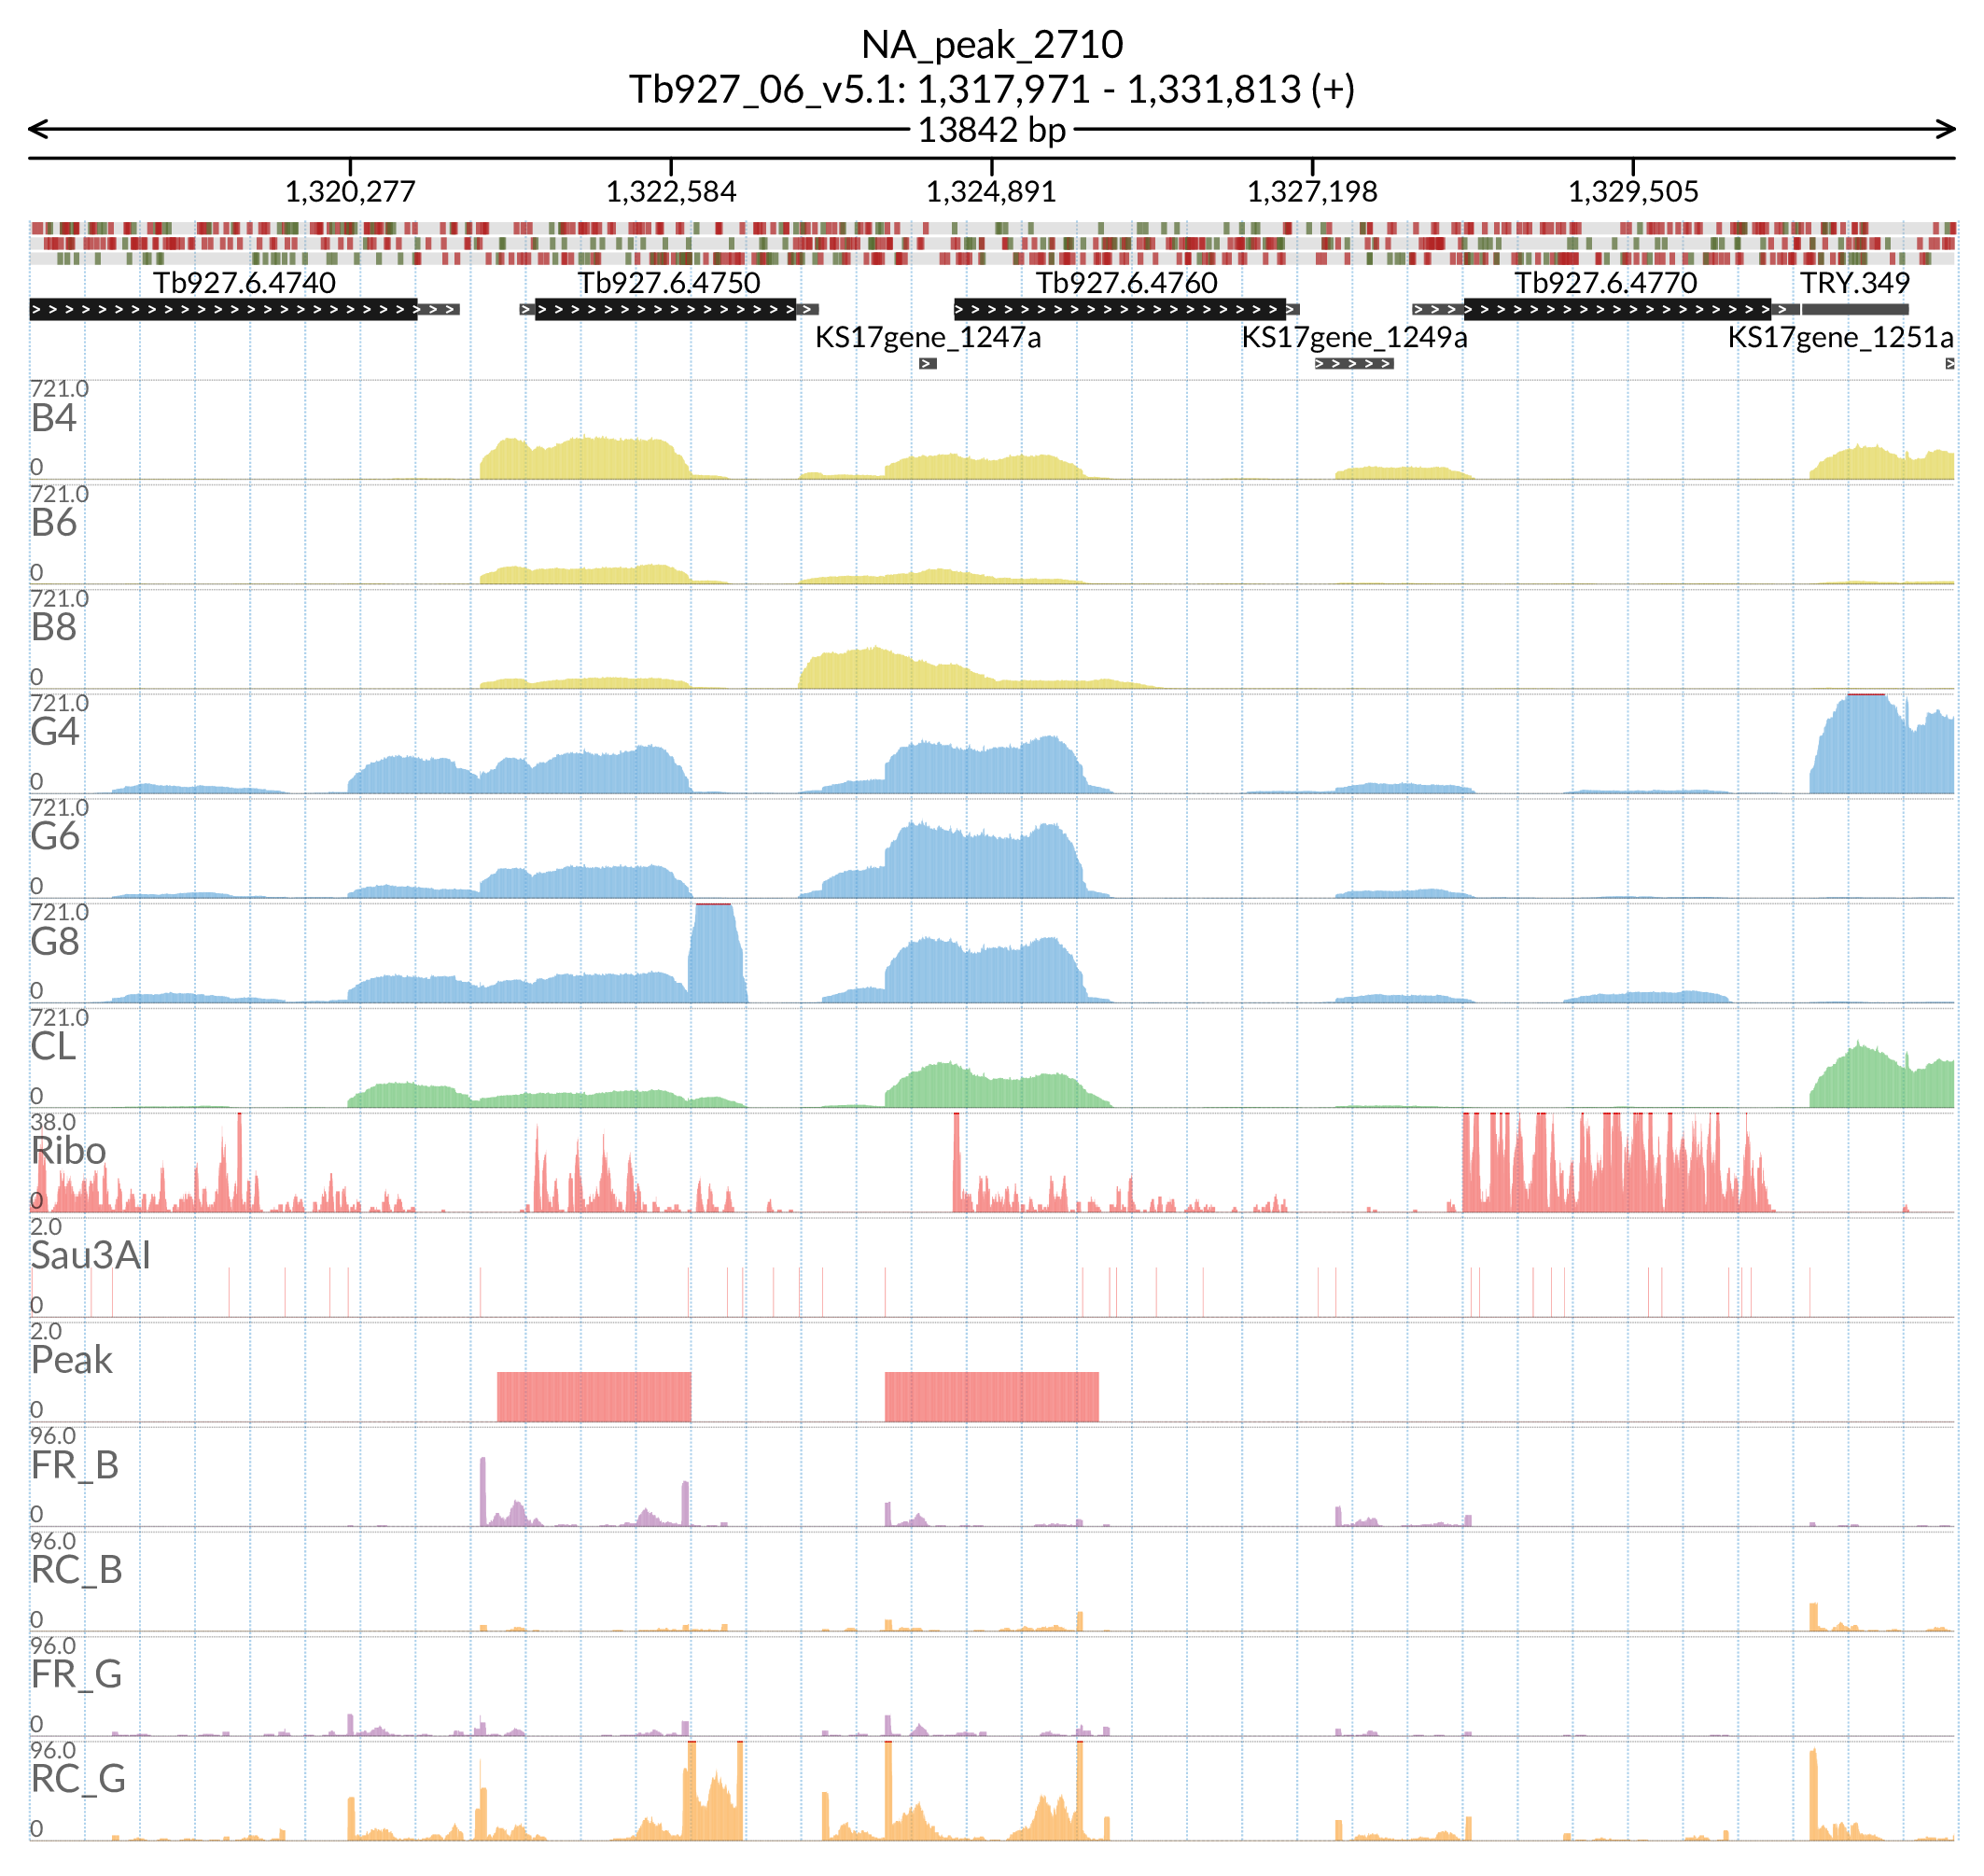 NA_peak_2710
Tb927_06_v5.1: 1,317,971 - 1,331,813 (+)
13842 bp
1,320,277 1,322,584 1,324,891 1,327,198 1,329,505
Tb927.6.4740 Tb927.6.4750 Tb927.6.4760 Tb927.6.4770 TRY.349
KS17gene_1247a KS17gene_1249a KS17gene_1251a
721.0
B4
0
721.0
B6
0
721.0
B8
0
721.0
G4
0
721.0
G6
0
721.0
G8
0
721.0
CL
0
38.0
Ribo
0
2.0
Sau3AI
0
2.0
Peak
0
96.0
FR_B
0
96.0
RC_B
0
96.0
FR_G
0
96.0
RC_G
0